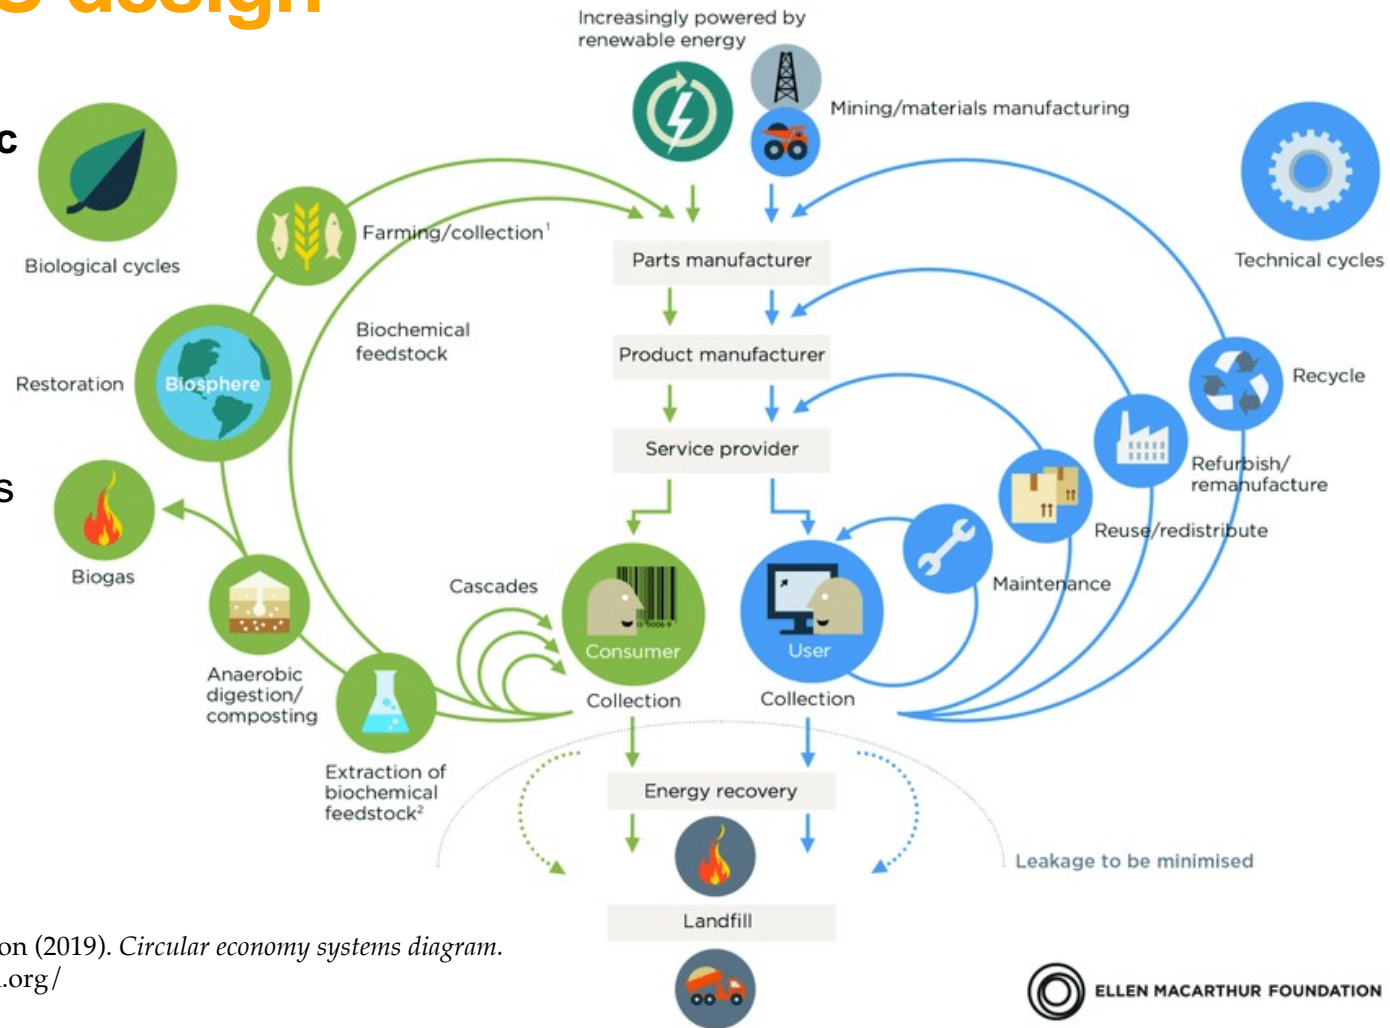 design
Increasingly powered by
renewable energy
Mining/materials manufacturing
c
Biological cycles
Farming/collection¹
Technical cycles
Parts manufacturer
Biochemical
feedstock
Product manufacturer
Restoration
Biosphere
Recycle
Service provider
Refurbish/
remanufacture
s
Reuse/redistribute
Biogas
Cascades
Maintenance
Consumer
User
Anaerobic
digestion/
composting
Collection
Collection
Extraction of
biochemical
feedstock²
Energy recovery
Leakage to be minimised
Landfill
on (2019). Circular economy systems diagram.
.org/
ELLEN MACARTHUR FOUNDATION